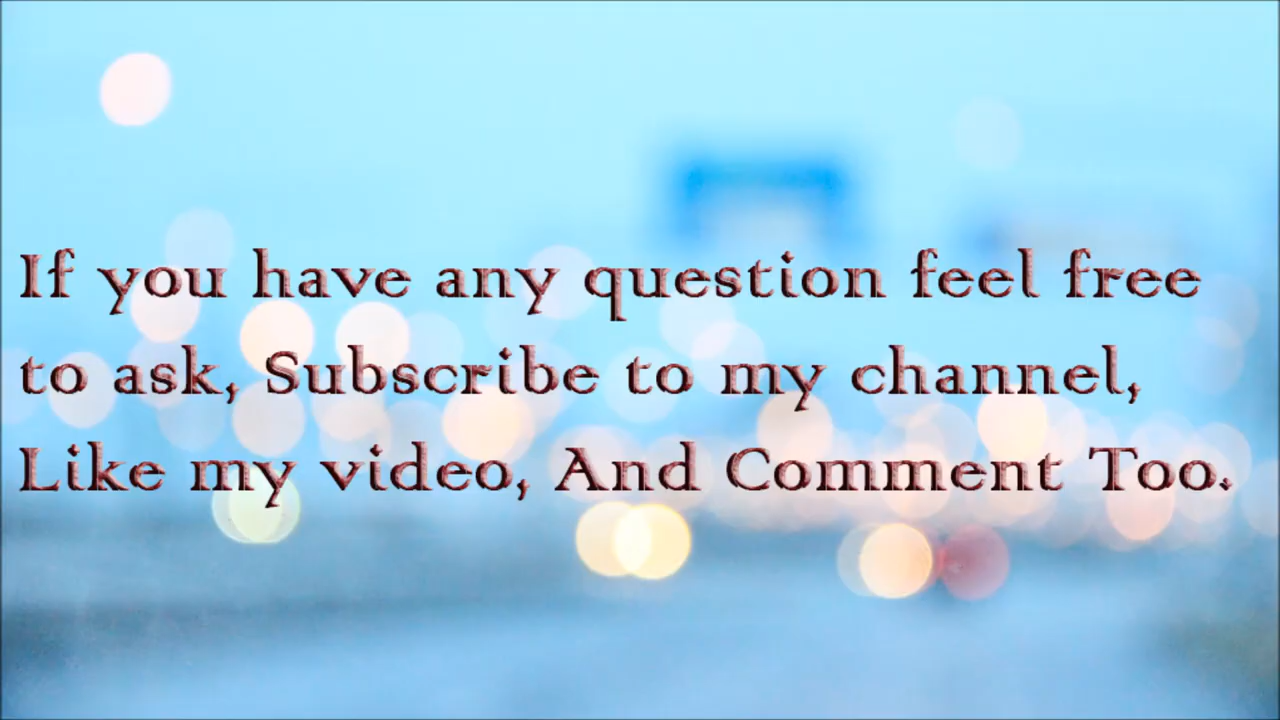 If you have any question feel free
to ask, Subscribe to my channel,
Like my video, And Comment Too.